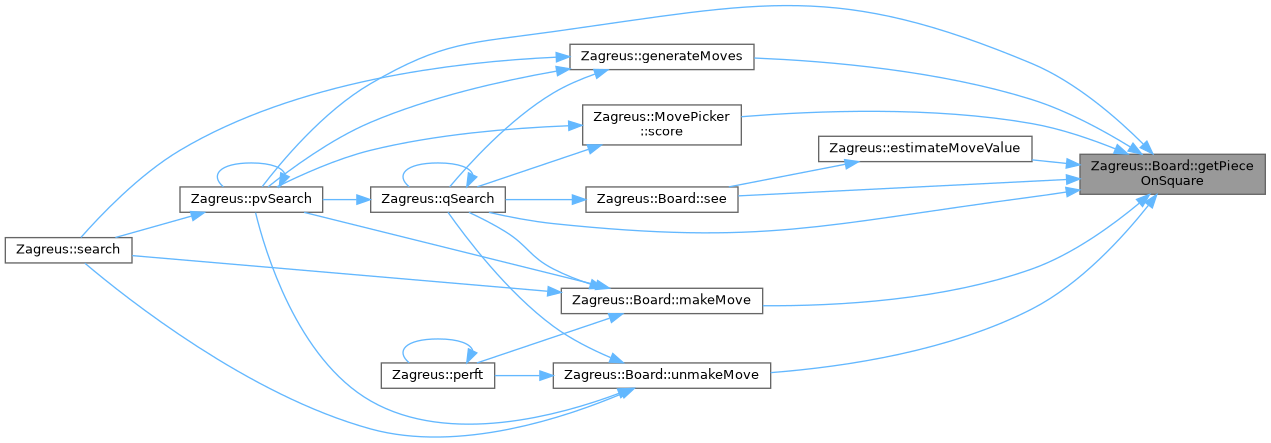 Zagreus::generateMoves
Zagreus::MovePicker
::score
Zagreus::estimateMoveValue
Zagreus::Board::getPiece
OnSquare
Zagreus::pvSearch
Zagreus::qSearch
Zagreus::Board::see
Zagreus::search
Zagreus::Board::makeMove
Zagreus::perft
Zagreus::Board::unmakeMove